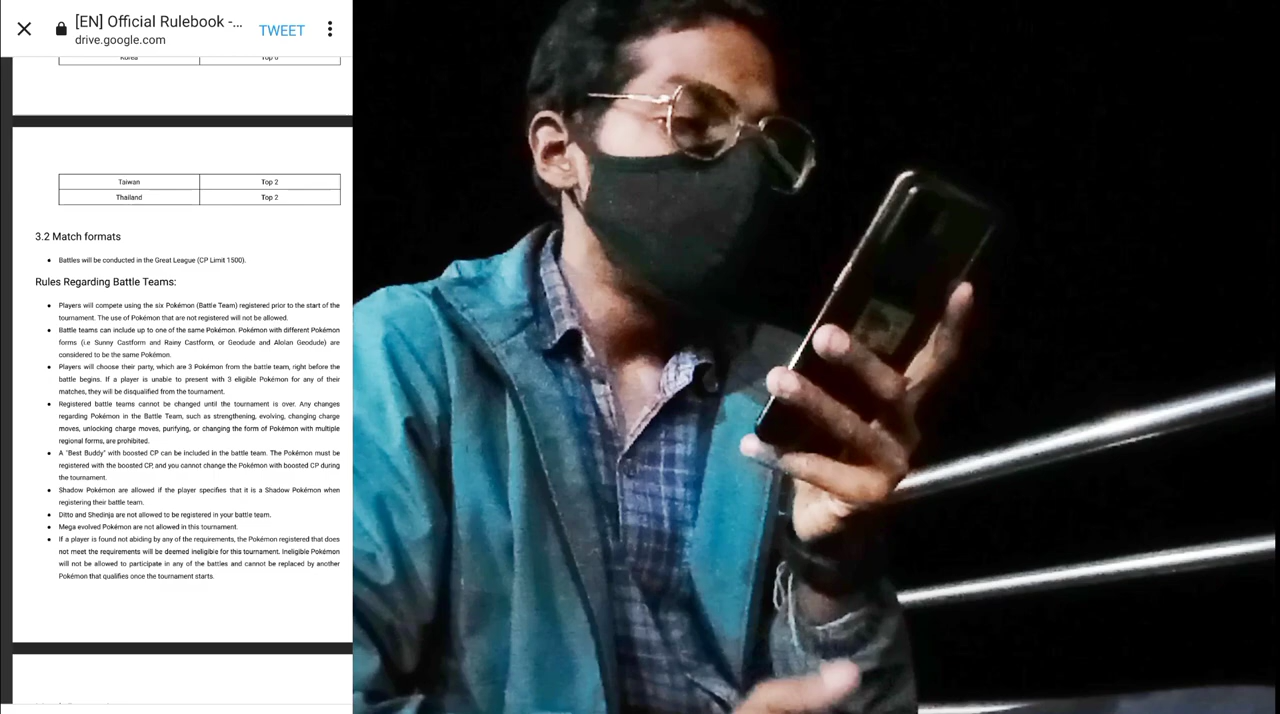 [EN] Official Rulebook -...
TWEET
drive.google.com
Korea Top 6
Taiwan Top 2
Thailand Top 2
3.2 Match formats
• Battles will be conducted in the Great League (CP Limit 1500).
Rules Regarding Battle Teams:
• Players will compete using the six Pokémon (Battle Team) registered prior to the start of the
tournament. The use of Pokémon that are not registered will not be allowed.
• Battle teams can include up to one of the same Pokémon. Pokémon with different Pokémon
forms (i.e Sunny Castform and Rainy Castform, or Geodude and Alolan Geodude) are
considered to be the same Pokémon.
• Players will choose their party, which are 3 Pokémon from the battle team, right before the
battle begins. If a player is unable to present with 3 eligible Pokémon for any of their
matches, they will be disqualified from the tournament.
• Registered battle teams cannot be changed until the tournament is over. Any changes
regarding Pokémon in the Battle Team, such as strengthening, evolving, changing charge
moves, unlocking charge moves, purifying, or changing the form of Pokémon with multiple
regional forms, are prohibited.
• A "Best Buddy" with boosted CP can be included in the battle team. The Pokémon must be
registered with the boosted CP, and you cannot change the Pokémon with boosted CP during
the tournament.
• Shadow Pokémon are allowed if the player specifies that it is a Shadow Pokémon when
registering their battle team.
• Ditto and Shedinja are not allowed to be registered in your battle team.
• Mega evolved Pokémon are not allowed in this tournament.
• If a player is found not abiding by any of the requirements, the Pokémon registered that does
not meet the requirements will be deemed ineligible for this tournament. Ineligible Pokémon
will not be allowed to participate in any of the battles and cannot be replaced by another
Pokémon that qualifies once the tournament starts.